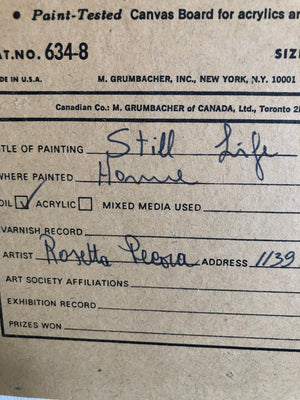 • Paint-Tested Canvas Board for acrylics an
AT. NO. 634-8 SIZE
DE IN U.S.A. M. GRUMBACHER, INC., NEW YORK, N.Y. 10001
Canadian Co.: M. GRUMBACHER of CANADA, Ltd., Toronto 2
TLE OF PAINTING Still Life
WHERE PAINTED Home
OIL ☑ ACRYLIC ☐ MIXED MEDIA USED
VARNISH RECORD
ARTIST Rosetta Pecora ADDRESS 1139
ART SOCIETY AFFILIATIONS
EXHIBITION RECORD
PRIZES WON